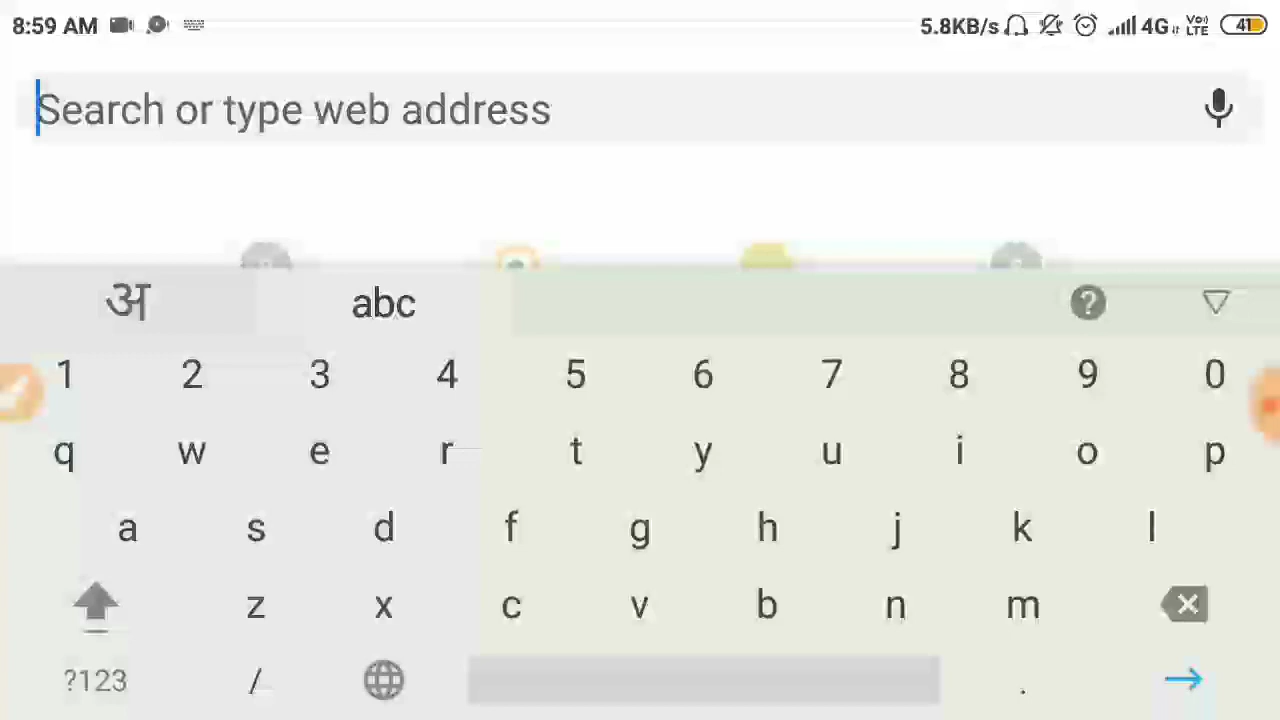 8:59 AM 5.8KB/s 4G Vo) LTE 41
Search or type web address
अ abc ?
1 2 3 4 5 6 7 8 9 0
q w e r t y u i o p
a s d f g h j k l
z x c v b n m
?123 / .